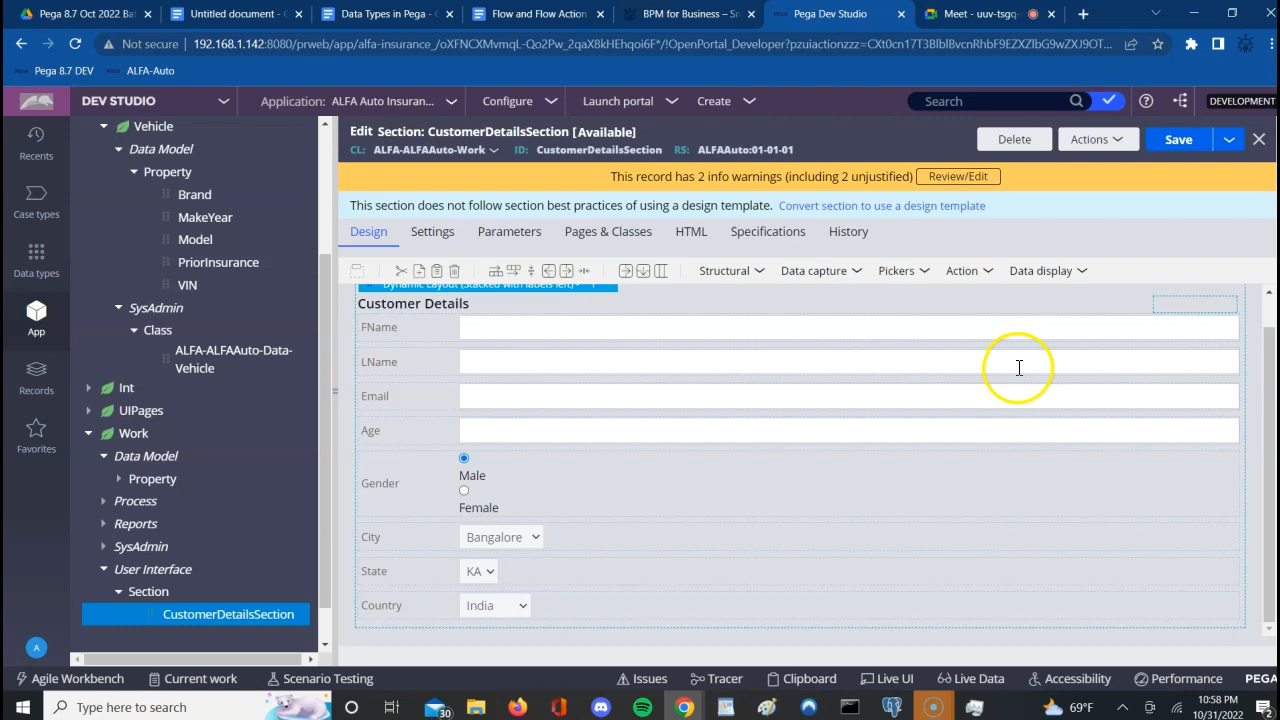 Pega 8.7 Oct 2022 Bat
Untitled document - G
Data Types in Pega - G
Flow and Flow Action
BPM for Business – Sn
Pega Dev Studio
Meet - uuv-tsgq-
Not secure
192.168.1.142:8080/prweb/app/alfa-insurance_/
Pega 8.7 DEV
ALFA-Auto
DEV STUDIO
Application: ALFA Auto Insuran...
Configure
Launch portal
Create
Search
DEVELOPMENT
Recents
Case types
Data types
App
Records
Favorites
A
Vehicle
Data Model
Property
Brand
MakeYear
Model
PriorInsurance
VIN
SysAdmin
Class
ALFA-ALFAAuto-Data-
Vehicle
Int
UIPages
Work
Data Model
Property
Process
Reports
SysAdmin
User Interface
Section
CustomerDetailsSection
Edit Section: CustomerDetailsSection [Available]
CL: ALFA-ALFAAuto-Work ID: CustomerDetailsSection RS: ALFAAuto:01-01-01
Delete
Actions
Save
This record has 2 info warnings (including 2 unjustified) Review/Edit
This section does not follow section best practices of using a design template. Convert section to use a design template
Design Settings Parameters Pages & Classes HTML Specifications History
Structural Data capture Pickers Action Data display
Dynamic Layout (Stacked with labels left)
Customer Details
FName
LName
Email
Age
Gender
Male
Female
City Bangalore
State KA
Country India
Agile Workbench Current work Scenario Testing Issues Tracer Clipboard Live UI Live Data Accessibility Performance PEGA
Type here to search
30
69°F
10:58 PM
10/31/2022
2